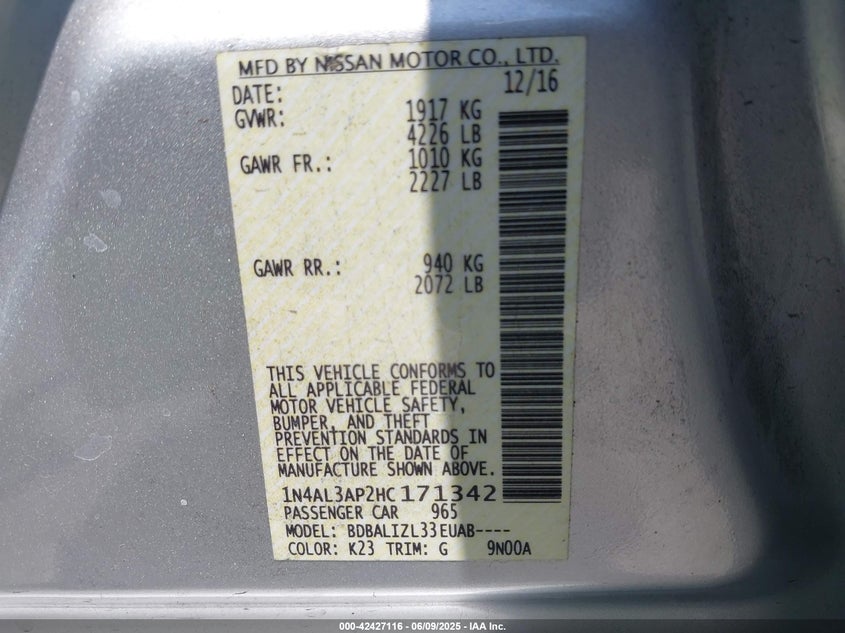 MFD BY NISSAN MOTOR CO., LTD.
DATE: 12/16
GVWR: 1917 KG
4226 LB
GAWR FR.: 1010 KG
2227 LB
GAWR RR.: 940 KG
2072 LB
THIS VEHICLE CONFORMS TO
ALL APPLICABLE FEDERAL
MOTOR VEHICLE SAFETY,
BUMPER, AND THEFT
PREVENTION STANDARDS IN
EFFECT ON THE DATE OF
MANUFACTURE SHOWN ABOVE.
1N4AL3AP2HC171342
PASSENGER CAR 965
MODEL: BDBALIZL33EUAB----
COLOR: K23 TRIM: G 9N00A
000-42427116 - 06/09/2025 - IAA Inc.